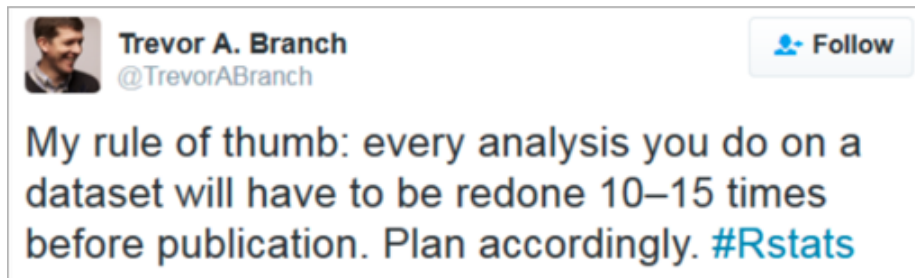 Trevor A. Branch
@TrevorABranch
Follow
My rule of thumb: every analysis you do on a
dataset will have to be redone 10–15 times
before publication. Plan accordingly. #Rstats